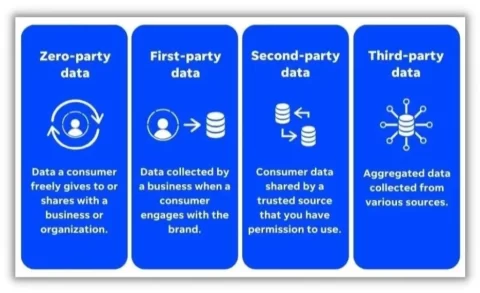 Zero-party
data
Data a consumer
freely gives to or
shares with a
business or
organization.
First-party
data
Data collected by
a business when a
consumer
engages with the
brand.
Second-party
data
Consumer data
shared by a
trusted source
that you have
permission to use.
Third-party
data
Aggregated data
collected from
various sources.